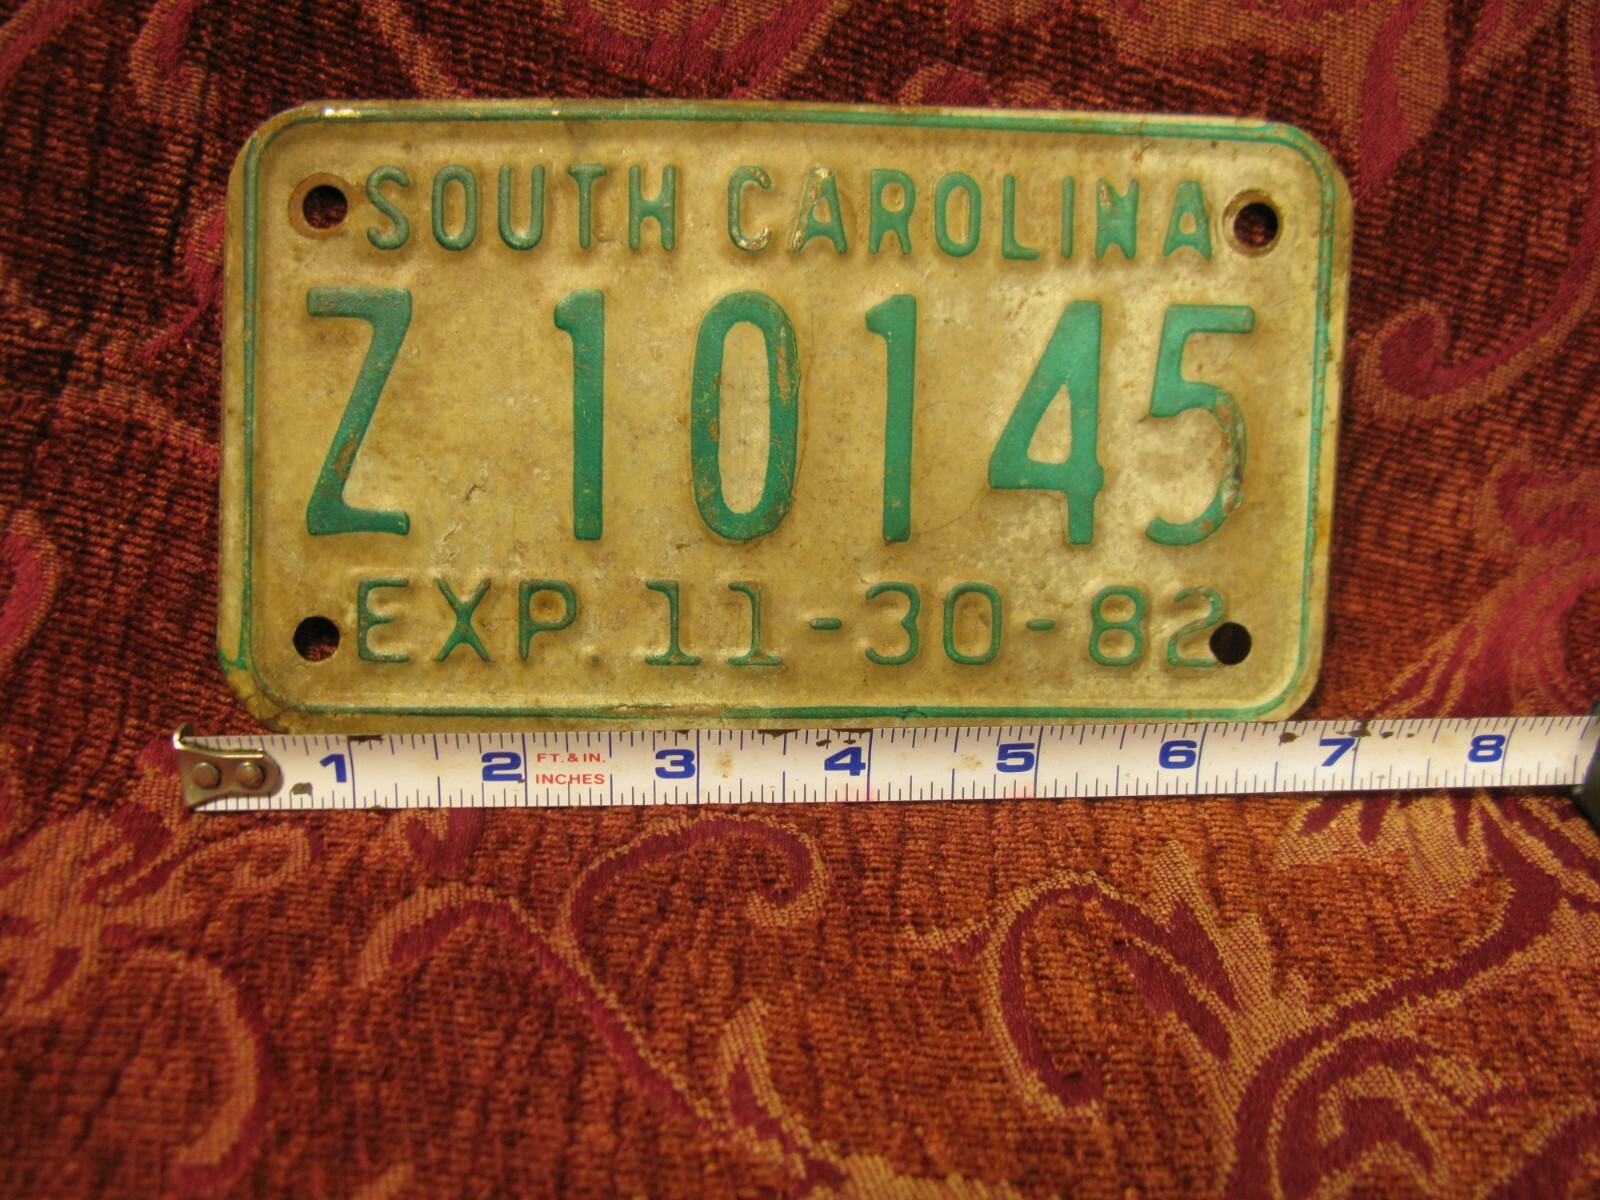 SOUTH CAROLINA
Z 10145
EXP. 11-30-82
1 2 FT. & IN. INCHES 3 4 5 6 7 8